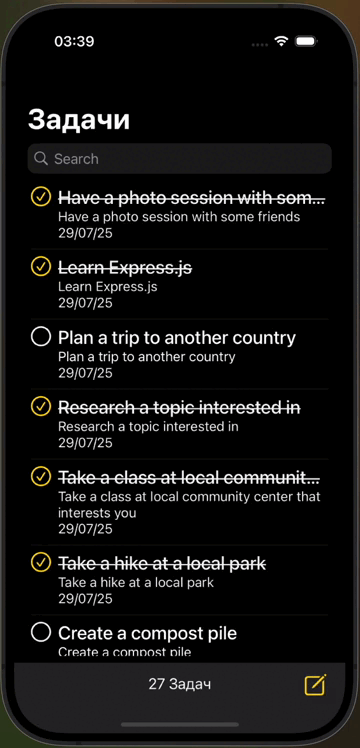 03:39
Задачи
Search
Have a photo session with som...
Have a photo session with some friends
29/07/25
Learn Express.js
Learn Express.js
29/07/25
Plan a trip to another country
Plan a trip to another country
29/07/25
Research a topic interested in
Research a topic interested in
29/07/25
Take a class at local communit...
Take a class at local community center that
interests you
29/07/25
Take a hike at a local park
Take a hike at a local park
29/07/25
Create a compost pile
Create a compost pile
27 Задач